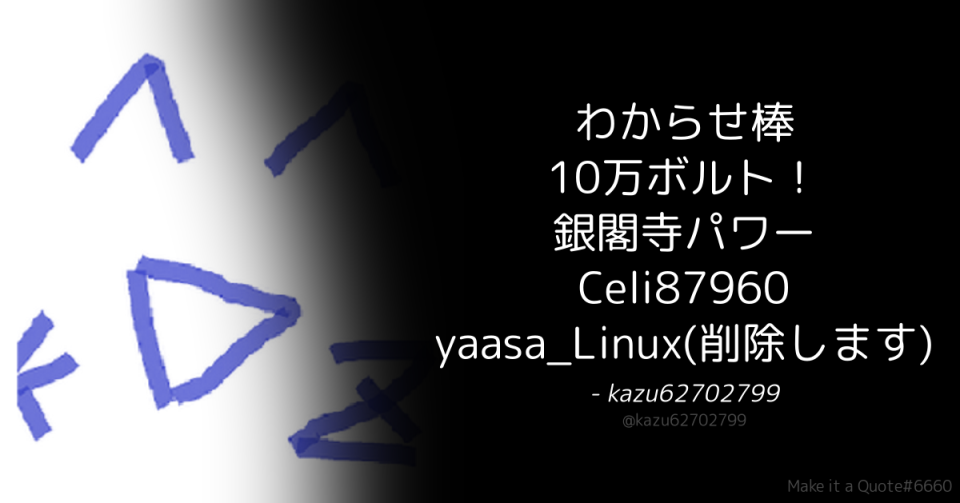 わからせ棒
10万ボルト！
銀閣寺パワー
Celi87960
yaasa_Linux(削除します)
- kazu62702799
@kazu62702799
Make it a Quote#6660